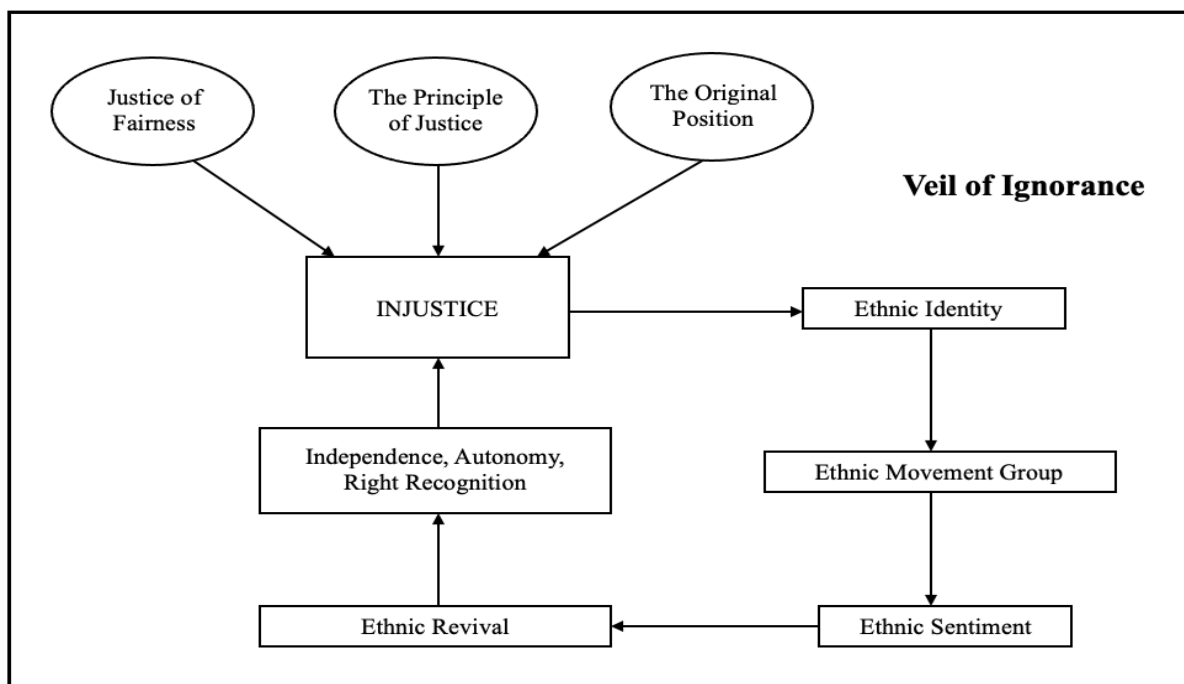 Justice of
Fairness
The Principle
of Justice
The Original
Position
Veil of Ignorance
INJUSTICE
Ethnic Identity
Independence, Autonomy,
Right Recognition
Ethnic Movement Group
Ethnic Revival
Ethnic Sentiment